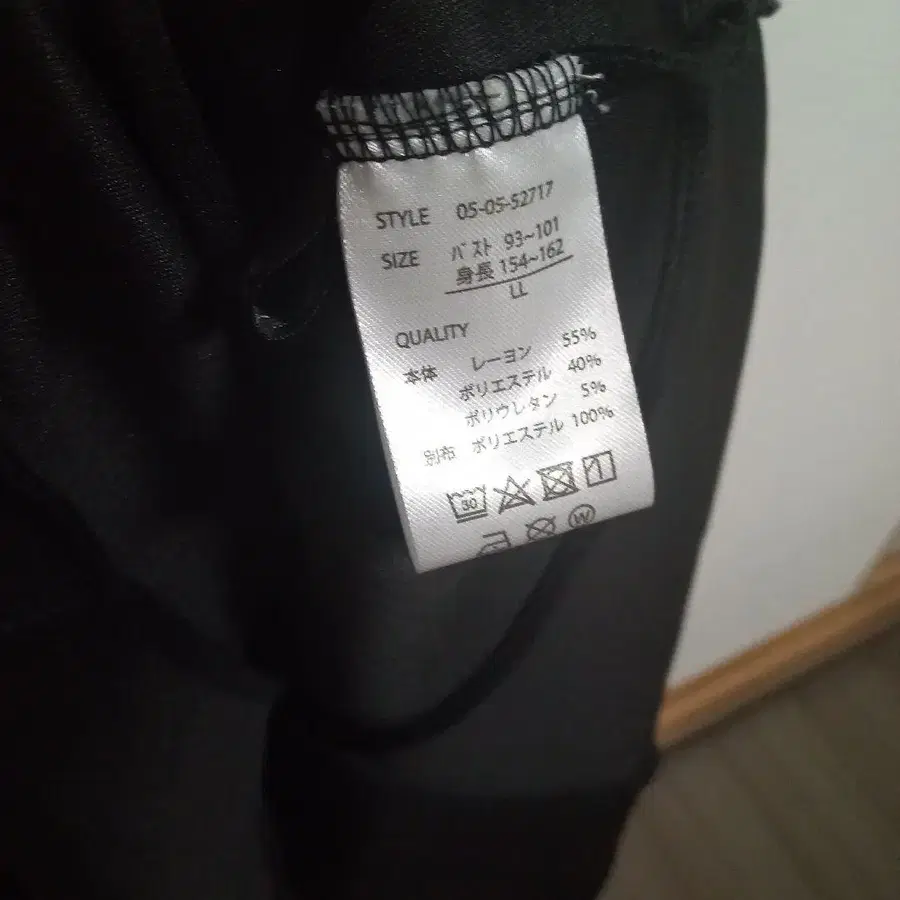 STYLE 05-05-52717
SIZE バスト 93~101
身長 154~162
LL
QUALITY
本体 レーヨン 55%
ポリエステル 40%
ポリウレタン 5%
別布 ポリエステル 100%
30
W